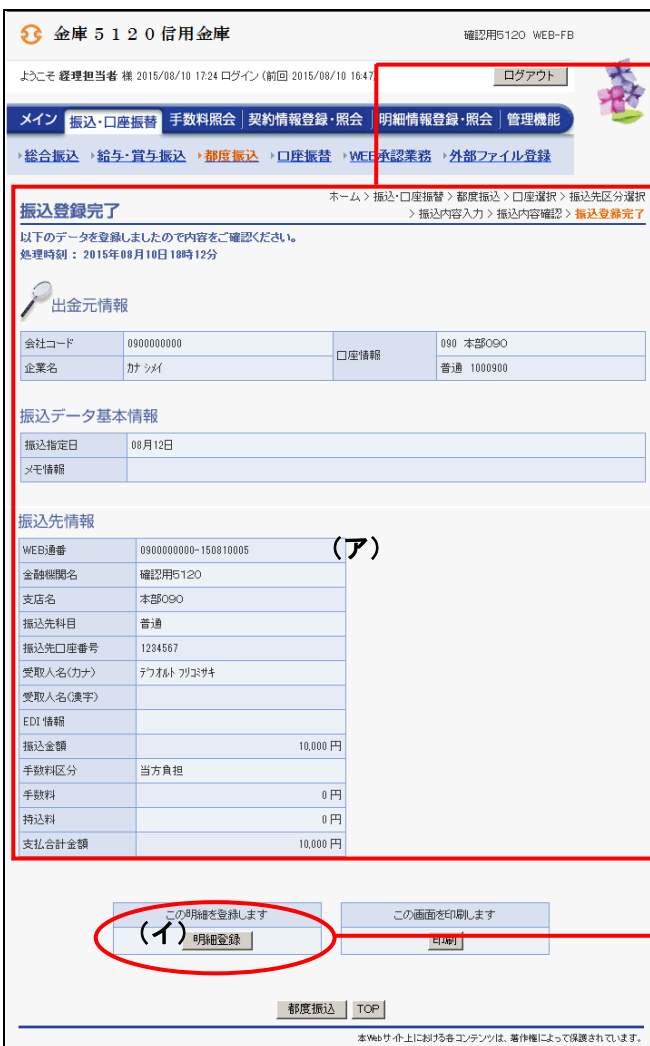 金庫５１２０信用金庫
確認用5120 WEB-FB
ようこそ 経理担当者 様 2015/08/10 17:24 ログイン (前回 2015/08/10 16:47)
ログアウト
メイン 振込・口座振替 手数料照会 契約情報登録・照会 明細情報登録・照会 管理機能
総合振込 給与・賞与振込 都度振込 口座振替 WEB承認業務 外部ファイル登録
振込登録完了
ホーム > 振込・口座振替 > 都度振込 > 口座選択 > 振込先区分選択
> 振込内容入力 > 振込内容確認 > 振込登録完了
以下のデータを登録しましたので内容をご確認ください。
処理時刻 : 2015年08月10日18時12分
出金元情報
会社コード 0900000000 口座情報 090 本部090
企業名 ｶﾅ ｼﾒｲ 普通 1000900
振込データ基本情報
振込指定日 08月12日
メモ情報
振込先情報
WEB通番 0900000000-150810005
(ア)
金融機関名 確認用5120
支店名 本部090
振込先科目 普通
振込先口座番号 1234567
受取人名(カナ) ﾃﾞﾌｵﾙﾄ ﾌﾘｺﾐｻｷ
受取人名(漢字)
EDI 情報
振込金額 10,000 円
手数料区分 当方負担
手数料 0 円
持込料 0 円
支払合計金額 10,000 円
この明細を登録します この画面を印刷します
(イ) 明細登録 印刷
都度振込 TOP
本Webサイト上における各コンテンツは、著作権によって保護されています。